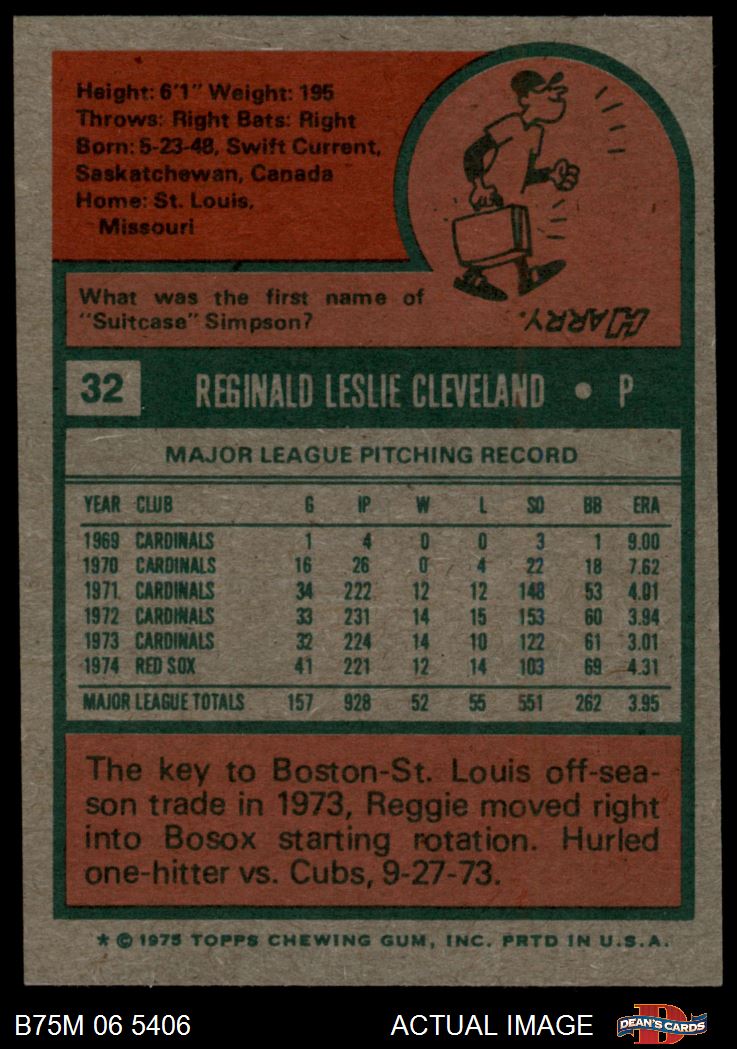 Height: 6'1" Weight: 195
Throws: Right Bats: Right
Born: 5-23-48, Swift Current,
Saskatchewan, Canada
Home: St. Louis,
Missouri
What was the first name of
"Suitcase" Simpson?
HARRY.
32 REGINALD LESLIE CLEVELAND • P
MAJOR LEAGUE PITCHING RECORD
YEAR CLUB G IP W L SO BB ERA
1969 CARDINALS 1 4 0 0 3 1 9.00
1970 CARDINALS 16 26 0 4 22 18 7.62
1971 CARDINALS 34 222 12 12 148 53 4.01
1972 CARDINALS 33 231 14 15 153 60 3.94
1973 CARDINALS 32 224 14 10 122 61 3.01
1974 RED SOX 41 221 12 14 103 69 4.31
MAJOR LEAGUE TOTALS 157 928 52 55 551 262 3.95
The key to Boston-St. Louis off-sea-
son trade in 1973, Reggie moved right
into Bosox starting rotation. Hurled
one-hitter vs. Cubs, 9-27-73.
* © 1975 TOPPS CHEWING GUM, INC. PRTD IN U.S.A.
B75M 06 5406 ACTUAL IMAGE D DEAN'S CARDS